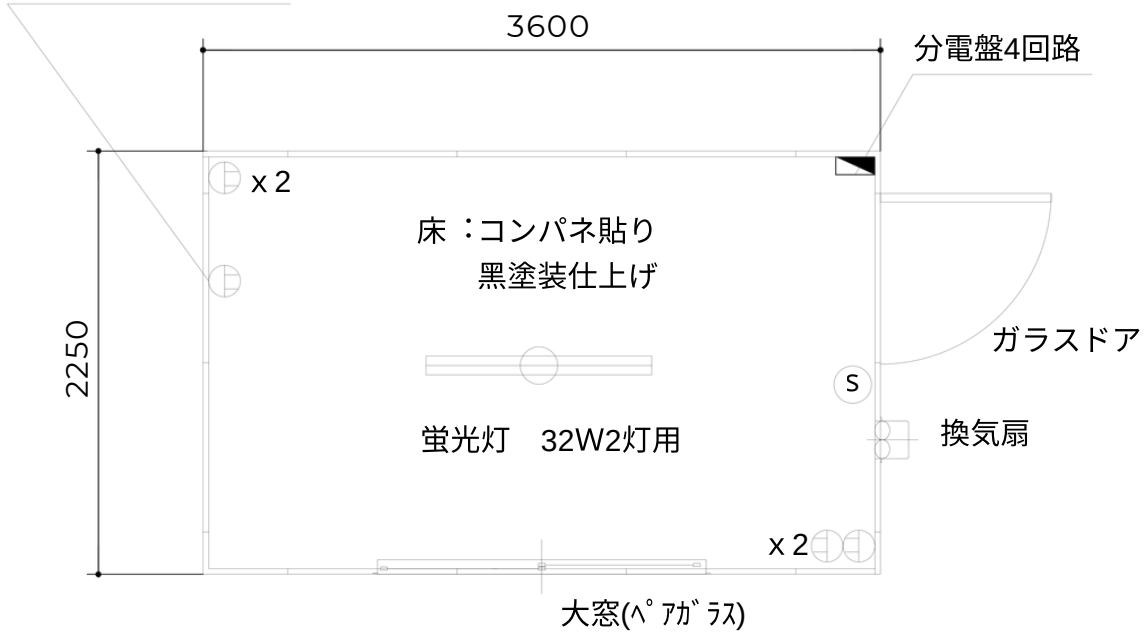 3600
分電盤4回路
x 2
床 ：コンパネ貼り
黒塗装仕上げ
2250
ガラスドア
S
蛍光灯　32W2灯用
換気扇
x 2
大窓(ﾍﾟｱｶﾞﾗｽ)